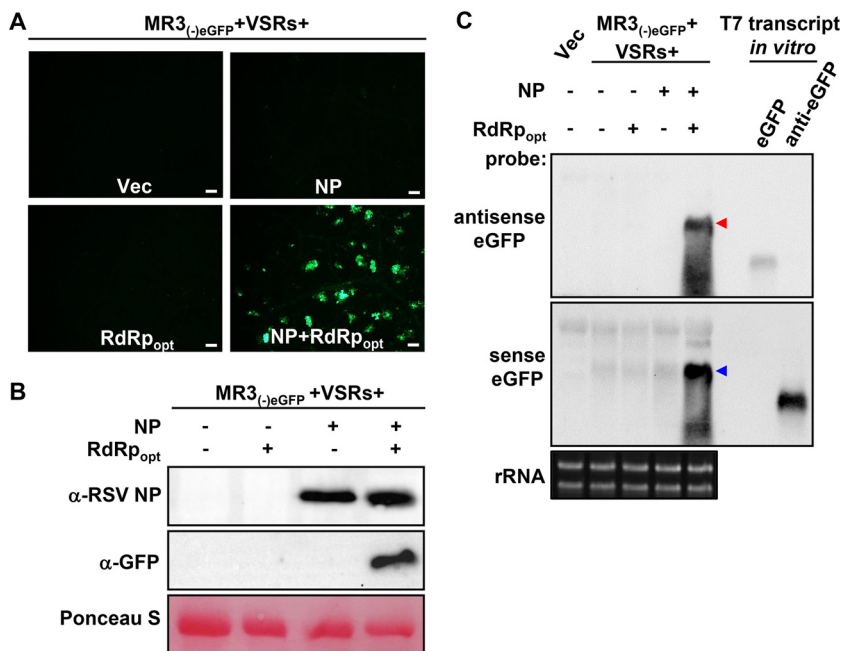 A
MR3(-)eGFP+VSRs+
Vec
NP
RdRpopt
NP+RdRpopt
B
MR3(-)eGFP +VSRs+
NP - - + +
RdRpopt - + - +
α-RSV NP
α-GFP
Ponceau S
C
Vec
MR3(-)eGFP+
VSRs+
T7 transcript
in vitro
NP - - - + +
RdRpopt - - + - +
eGFP
anti-eGFP
probe:
antisense
eGFP
sense
eGFP
rRNA